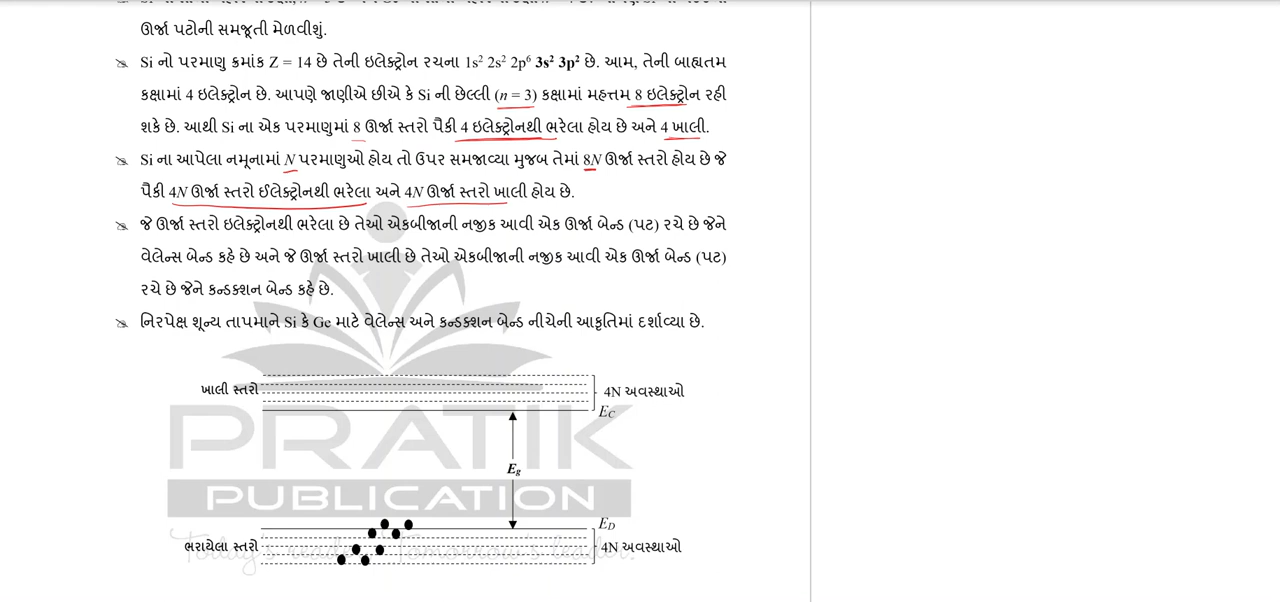 ઊર્જા પટોની સમજૂતી મેળવીશું.
Si નો પરમાણુ ક્રમાંક Z = 14 છે તેની ઇલેક્ટ્રોન રચના 1s² 2s² 2p⁶ 3s² 3p² છે. આમ, તેની બાહ્યતમ
કક્ષામાં 4 ઇલેક્ટ્રોન છે. આપણે જાણીએ છીએ કે Si ની છેલ્લી (n = 3) કક્ષામાં મહત્તમ 8 ઇલેક્ટ્રોન રહી
શકે છે. આથી Si ના એક પરમાણુમાં 8 ઊર્જા સ્તરો પૈકી 4 ઇલેક્ટ્રોનથી ભરેલા હોય છે અને 4 ખાલી.
Si ના આપેલા નમૂનામાં N પરમાણુઓ હોય તો ઉપર સમજાવ્યા મુજબ તેમાં 8N ઊર્જા સ્તરો હોય છે જે
પૈકી 4N ઊર્જા સ્તરો ઈલેક્ટ્રોનથી ભરેલા અને 4N ઊર્જા સ્તરો ખાલી હોય છે.
જે ઊર્જા સ્તરો ઇલેક્ટ્રોનથી ભરેલા છે તેઓ એકબીજાની નજીક આવી એક ઊર્જા બેન્ડ (પટ) રચે છે જેને
વેલેન્સ બેન્ડ કહે છે અને જે ઊર્જા સ્તરો ખાલી છે તેઓ એકબીજાની નજીક આવી એક ઊર્જા બેન્ડ (પટ)
રચે છે જેને કન્ડક્શન બેન્ડ કહે છે.
નિરપેક્ષ શૂન્ય તાપમાને Si કે Ge માટે વેલેન્સ અને કન્ડક્શન બેન્ડ નીચેની આકૃતિમાં દર્શાવ્યા છે.
ખાલી સ્તરો
4N અવસ્થાઓ
E_C
PRATIK
E_g
PUBLICATION
E_D
ભરાયેલા સ્તરો
4N અવસ્થાઓ
Today's reader, Tomorrow's leader.